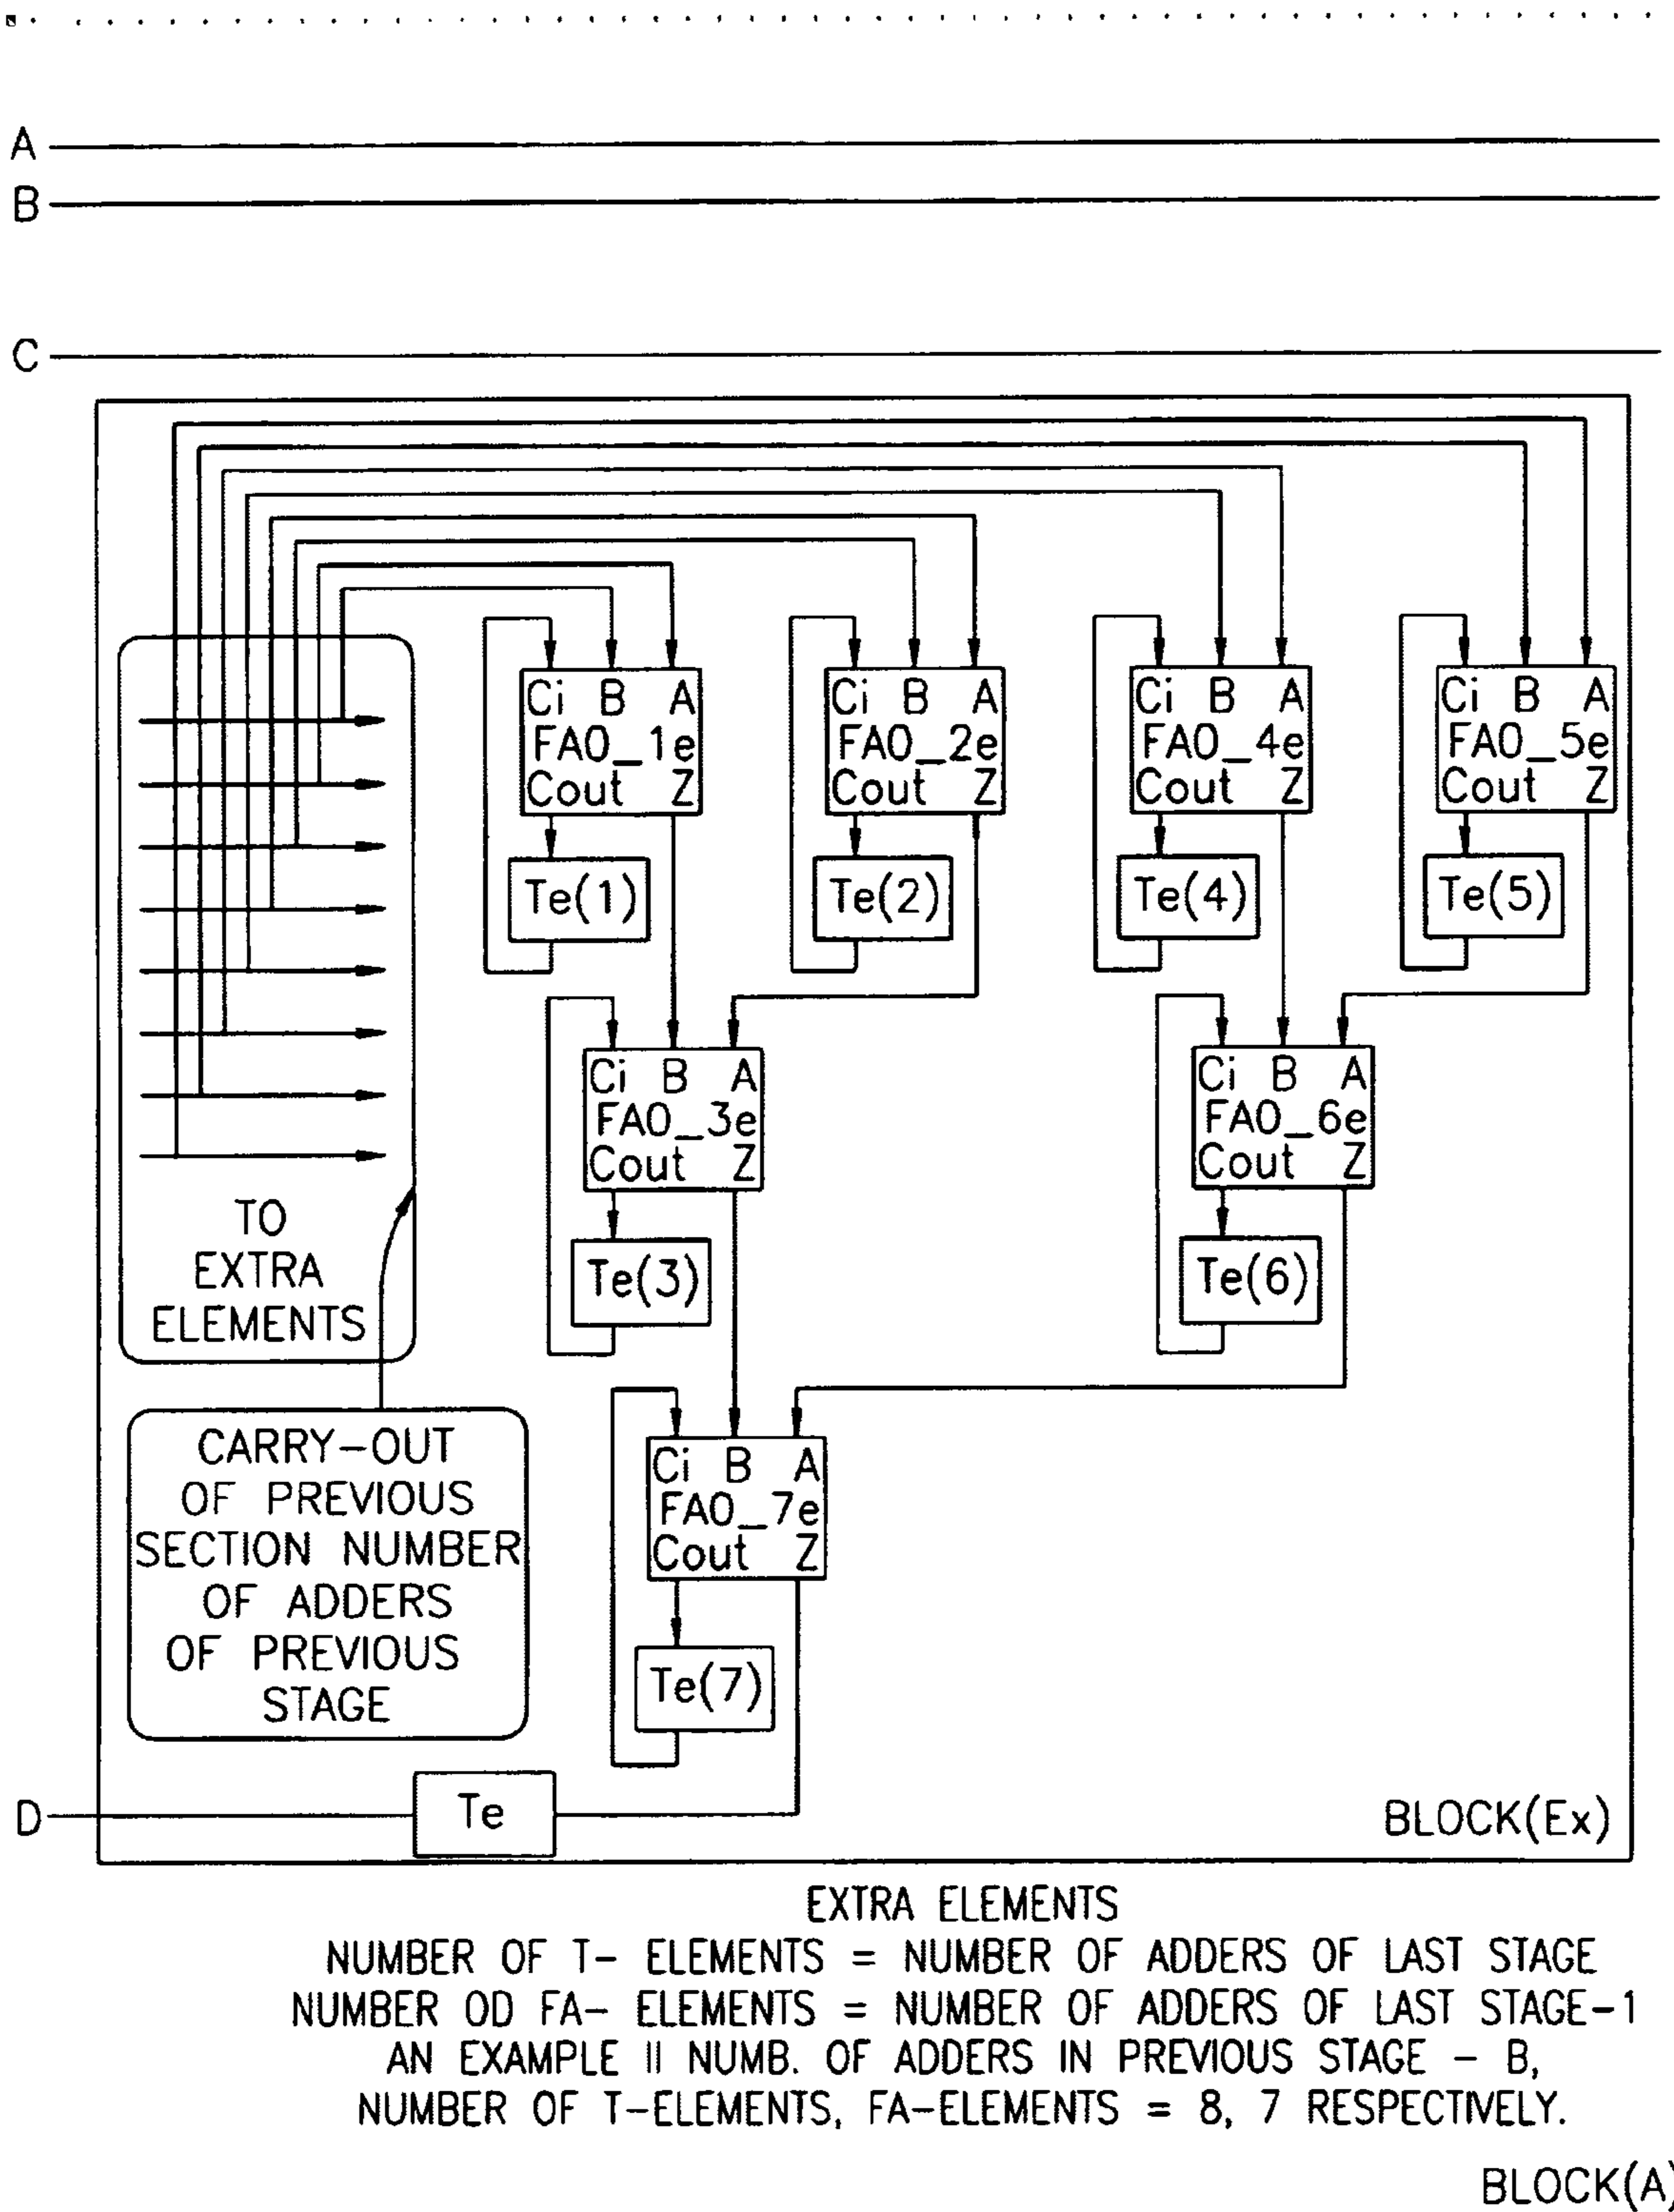 A
B
C
Ci B A
FA0_1e
Cout Z
Ci B A
FA0_2e
Cout Z
Ci B A
FA0_4e
Cout Z
Ci B A
FA0_5e
Cout Z
Te(1)
Te(2)
Te(4)
Te(5)
Ci B A
FA0_3e
Cout Z
Ci B A
FA0_6e
Cout Z
TO
EXTRA
ELEMENTS
Te(3)
Te(6)
CARRY-OUT
OF PREVIOUS
SECTION NUMBER
OF ADDERS
OF PREVIOUS
STAGE
Ci B A
FA0_7e
Cout Z
Te(7)
D
Te
BLOCK(Ex)
EXTRA ELEMENTS
NUMBER OF T- ELEMENTS = NUMBER OF ADDERS OF LAST STAGE
NUMBER OD FA- ELEMENTS = NUMBER OF ADDERS OF LAST STAGE-1
AN EXAMPLE II NUMB. OF ADDERS IN PREVIOUS STAGE - B,
NUMBER OF T-ELEMENTS, FA-ELEMENTS = 8, 7 RESPECTIVELY.
BLOCK(A)